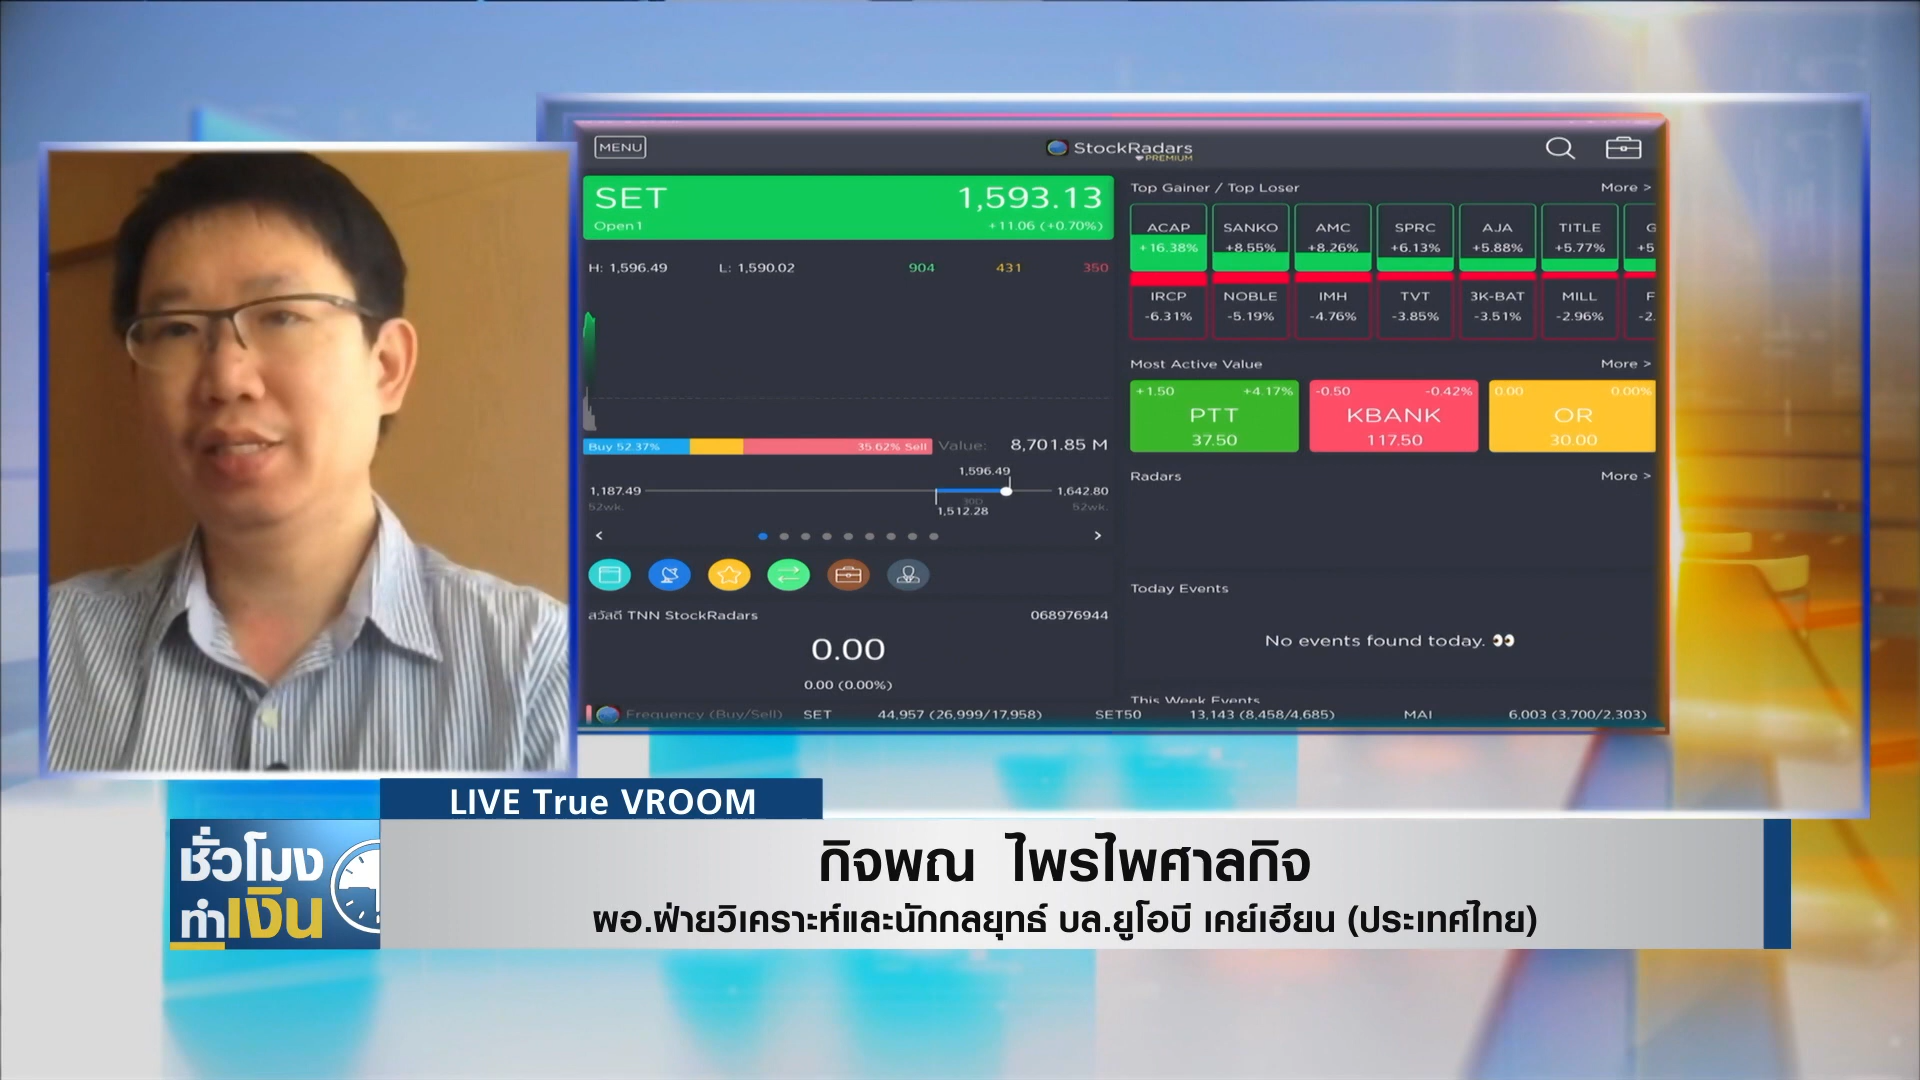 MENU
StockRadars
PREMIUM
SET 1,593.13
Open1 +11.06 (+0.70%)
H: 1,596.49 L: 1,590.02 904 431 350
Buy 52.37% 35.62% Sell Value: 8,701.85 M
1,596.49
1,187.49 1,642.80
52wk. 30D 52wk.
1,512.28
สวัสดี TNN StockRadars 068976944
0.00
0.00 (0.00%)
Top Gainer / Top Loser More >
ACAP SANKO AMC SPRC AJA TITLE G
+16.38% +8.55% +8.26% +6.13% +5.88% +5.77% +5
IRCP NOBLE IMH TVT 3K-BAT MILL F
-6.31% -5.19% -4.76% -3.85% -3.51% -2.96% -2.
Most Active Value More >
+1.50 +4.17% -0.50 -0.42% 0.00 0.00%
PTT KBANK OR
37.50 117.50 30.00
Radars More >
Today Events
No events found today.
This Week Events
Frequency (Buy/Sell) SET 44,957 (26,999/17,958) SET50 13,143 (8,458/4,685) MAI 6,003 (3,700/2,303)
LIVE True VROOM
ชั่วโมง
ทำเงิน
กิจพณ ไพรไพศาลกิจ
ผอ.ฝ่ายวิเคราะห์และนักกลยุทธ์ บล.ยูโอบี เคย์เฮียน (ประเทศไทย)